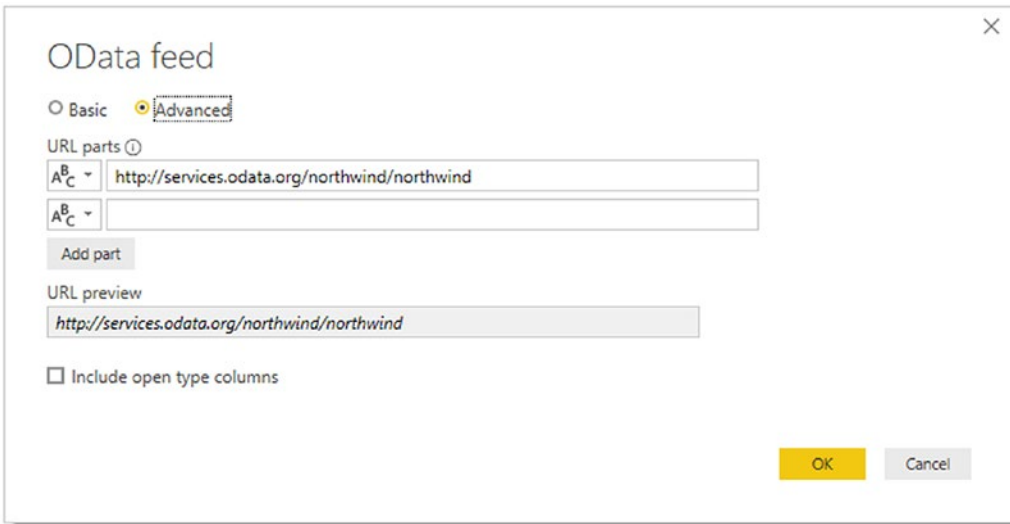 OData feed
Basic Advanced
URL parts
ABC http://services.odata.org/northwind/northwind
ABC
Add part
URL preview
http://services.odata.org/northwind/northwind
Include open type columns
OK Cancel